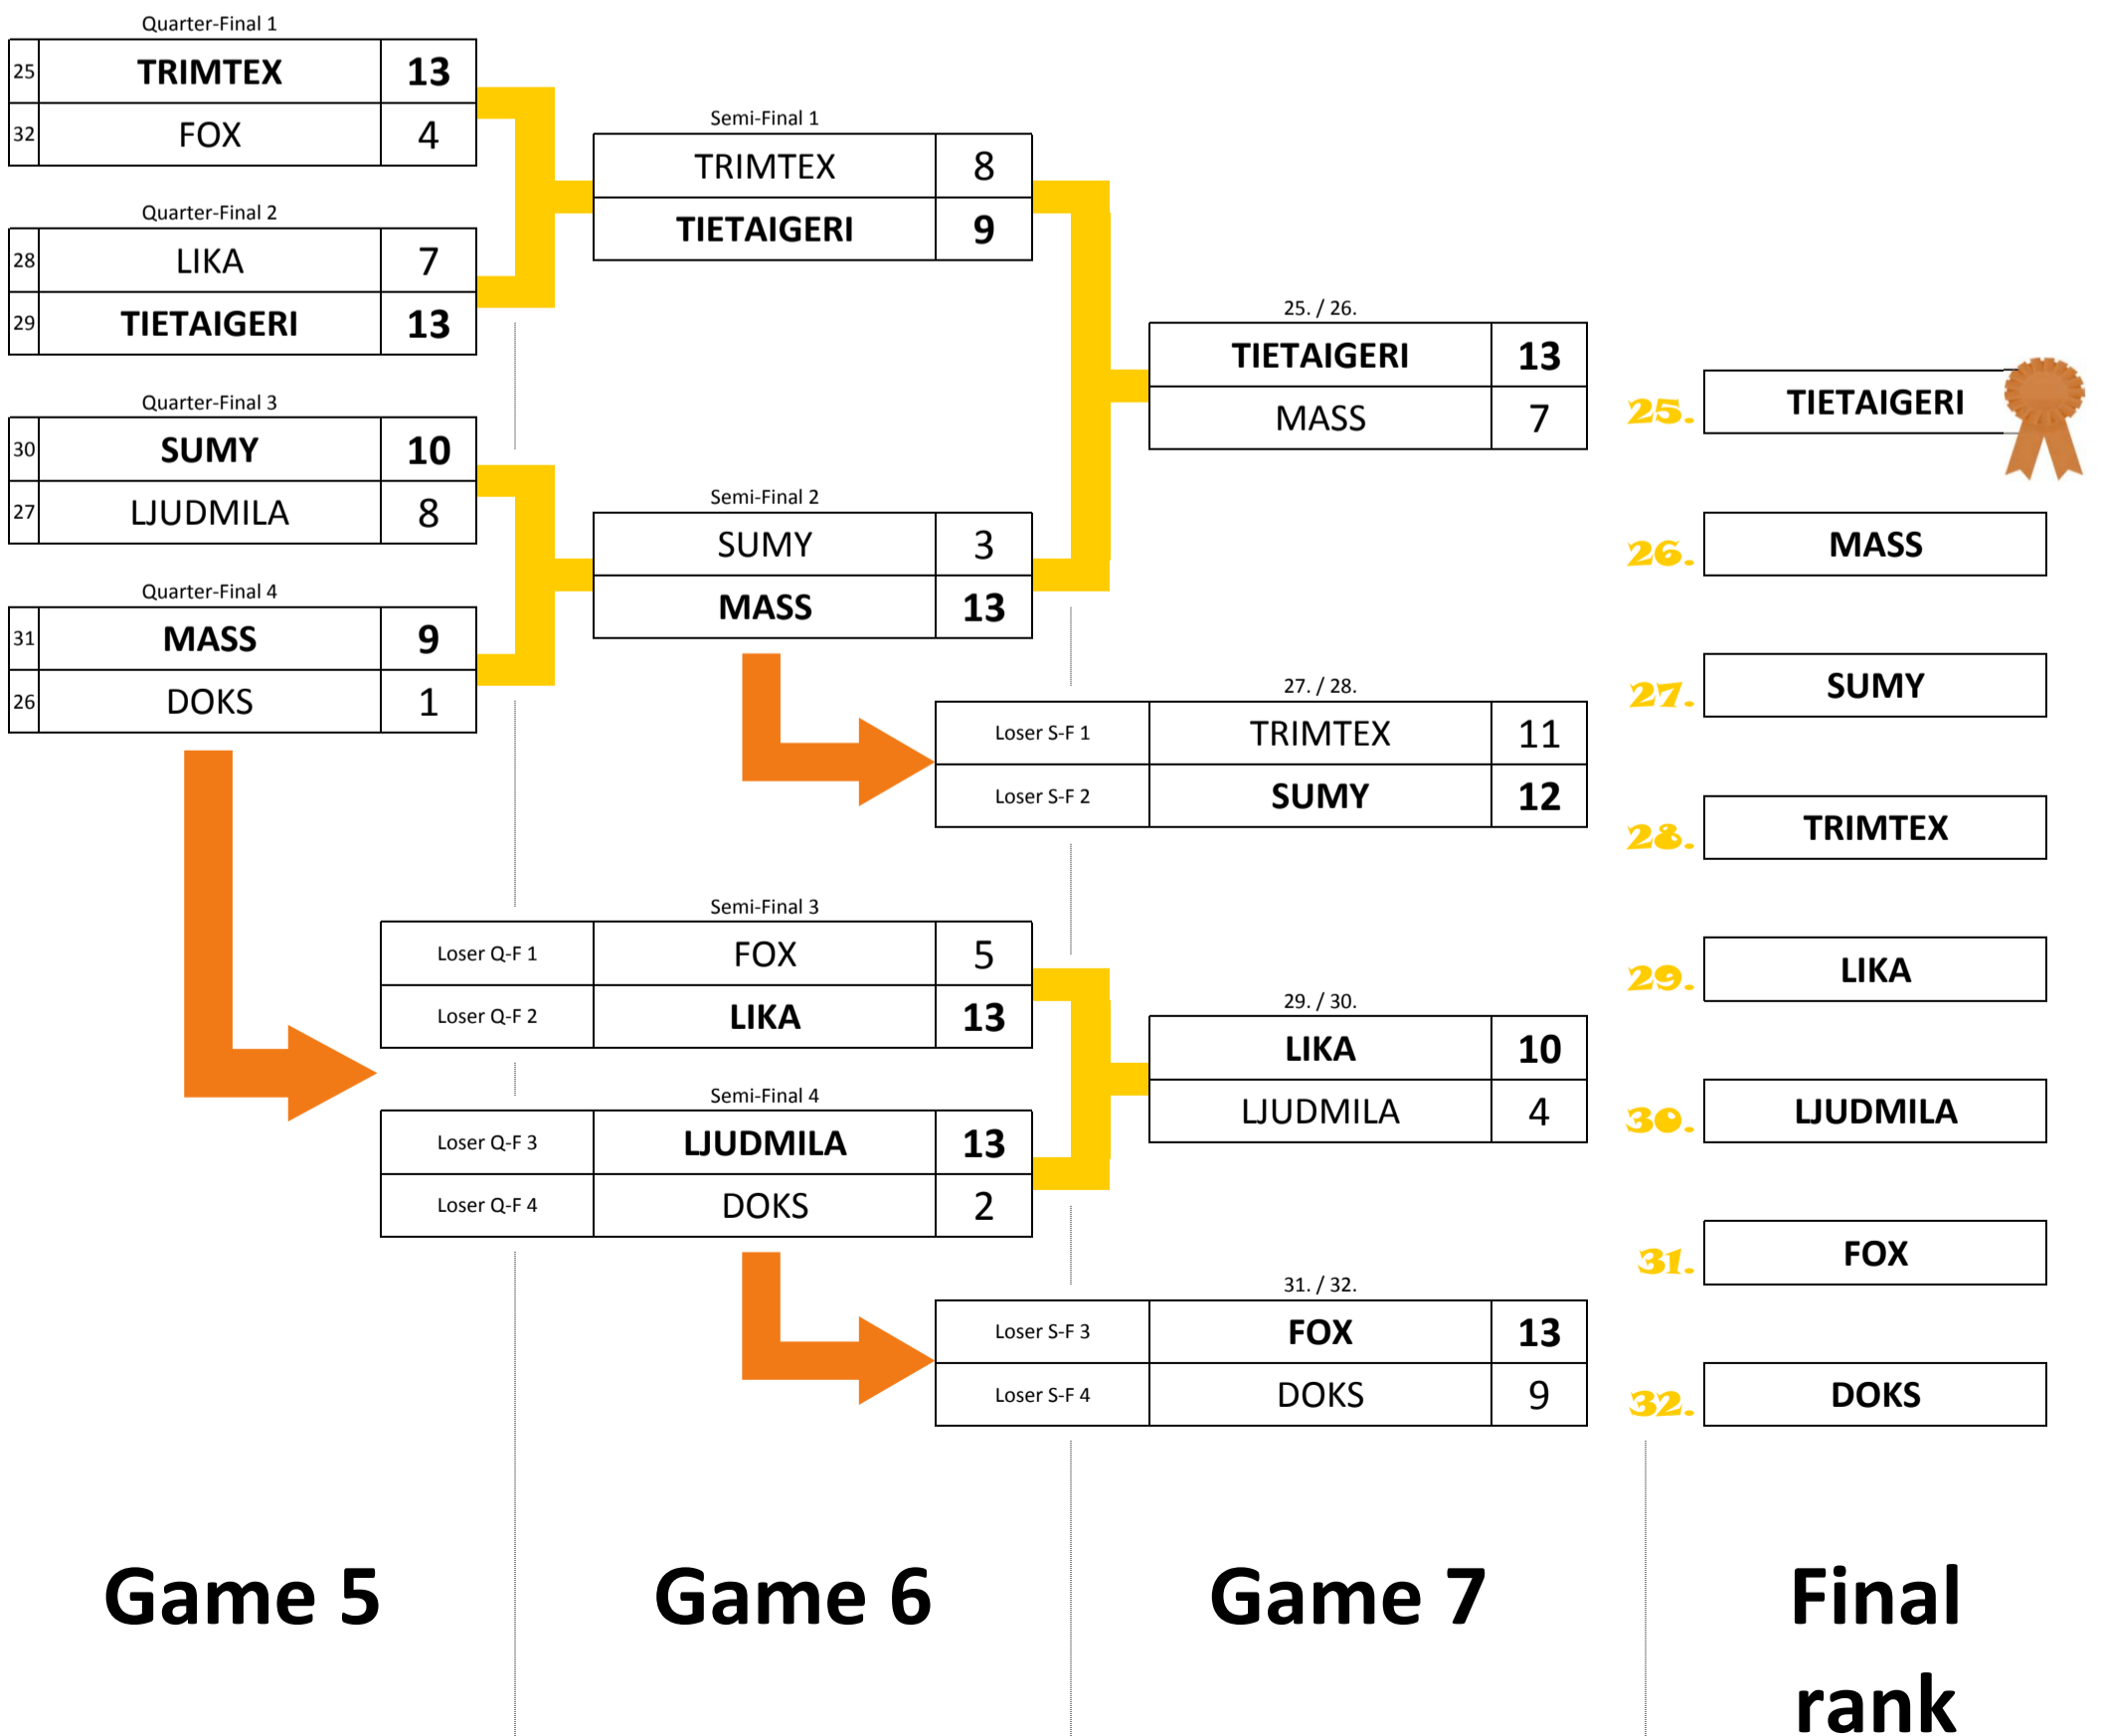 Quarter-Final 1
25 TRIMTEX 13
32 FOX 4
Quarter-Final 2
28 LIKA 7
29 TIETAIGERI 13
Quarter-Final 3
30 SUMY 10
27 LJUDMILA 8
Quarter-Final 4
31 MASS 9
26 DOKS 1
Semi-Final 1
TRIMTEX 8
TIETAIGERI 9
Semi-Final 2
SUMY 3
MASS 13
Semi-Final 3
Loser Q-F 1 FOX 5
Loser Q-F 2 LIKA 13
Semi-Final 4
Loser Q-F 3 LJUDMILA 13
Loser Q-F 4 DOKS 2
25. / 26.
TIETAIGERI 13
MASS 7
27. / 28.
Loser S-F 1 TRIMTEX 11
Loser S-F 2 SUMY 12
29. / 30.
LIKA 10
LJUDMILA 4
31. / 32.
Loser S-F 3 FOX 13
Loser S-F 4 DOKS 9
25. TIETAIGERI
26. MASS
27. SUMY
28. TRIMTEX
29. LIKA
30. LJUDMILA
31. FOX
32. DOKS
Game 5
Game 6
Game 7
Final
rank